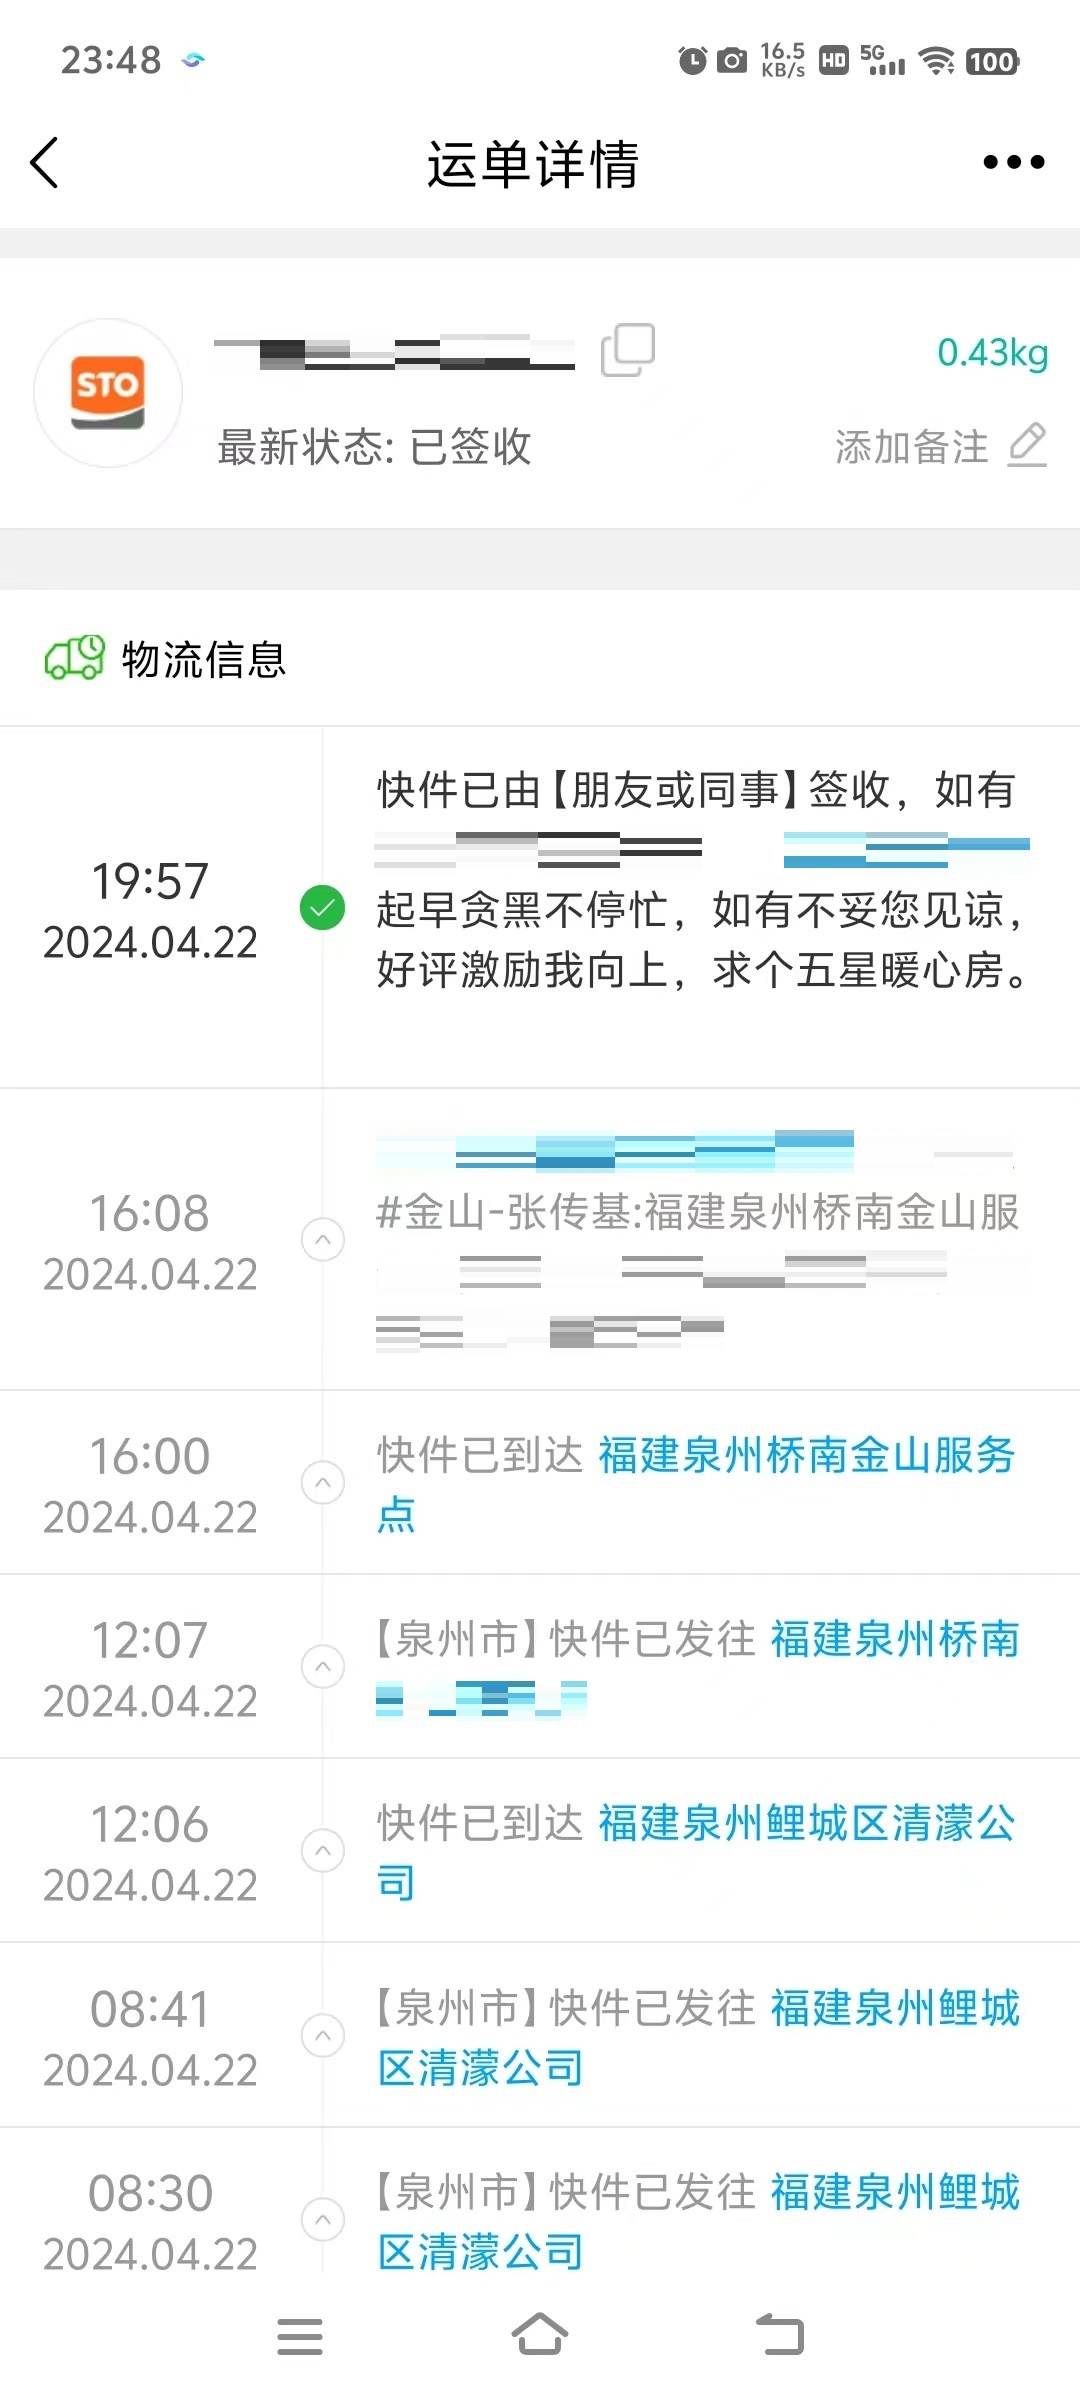 23:48
16.5
KB/s
HD
5G
100
运单详情
STO
0.43kg
最新状态: 已签收
添加备注
物流信息
快件已由【朋友或同事】签收，如有
19:57
2024.04.22
起早贪黑不停忙，如有不妥您见谅，
好评激励我向上，求个五星暖心房。
16:08
2024.04.22
#金山-张传基:福建泉州桥南金山服
16:00
2024.04.22
快件已到达 福建泉州桥南金山服务
点
12:07
2024.04.22
【泉州市】快件已发往 福建泉州桥南
12:06
2024.04.22
快件已到达 福建泉州鲤城区清濛公
司
08:41
2024.04.22
【泉州市】快件已发往 福建泉州鲤城
区清濛公司
08:30
2024.04.22
【泉州市】快件已发往 福建泉州鲤城
区清濛公司